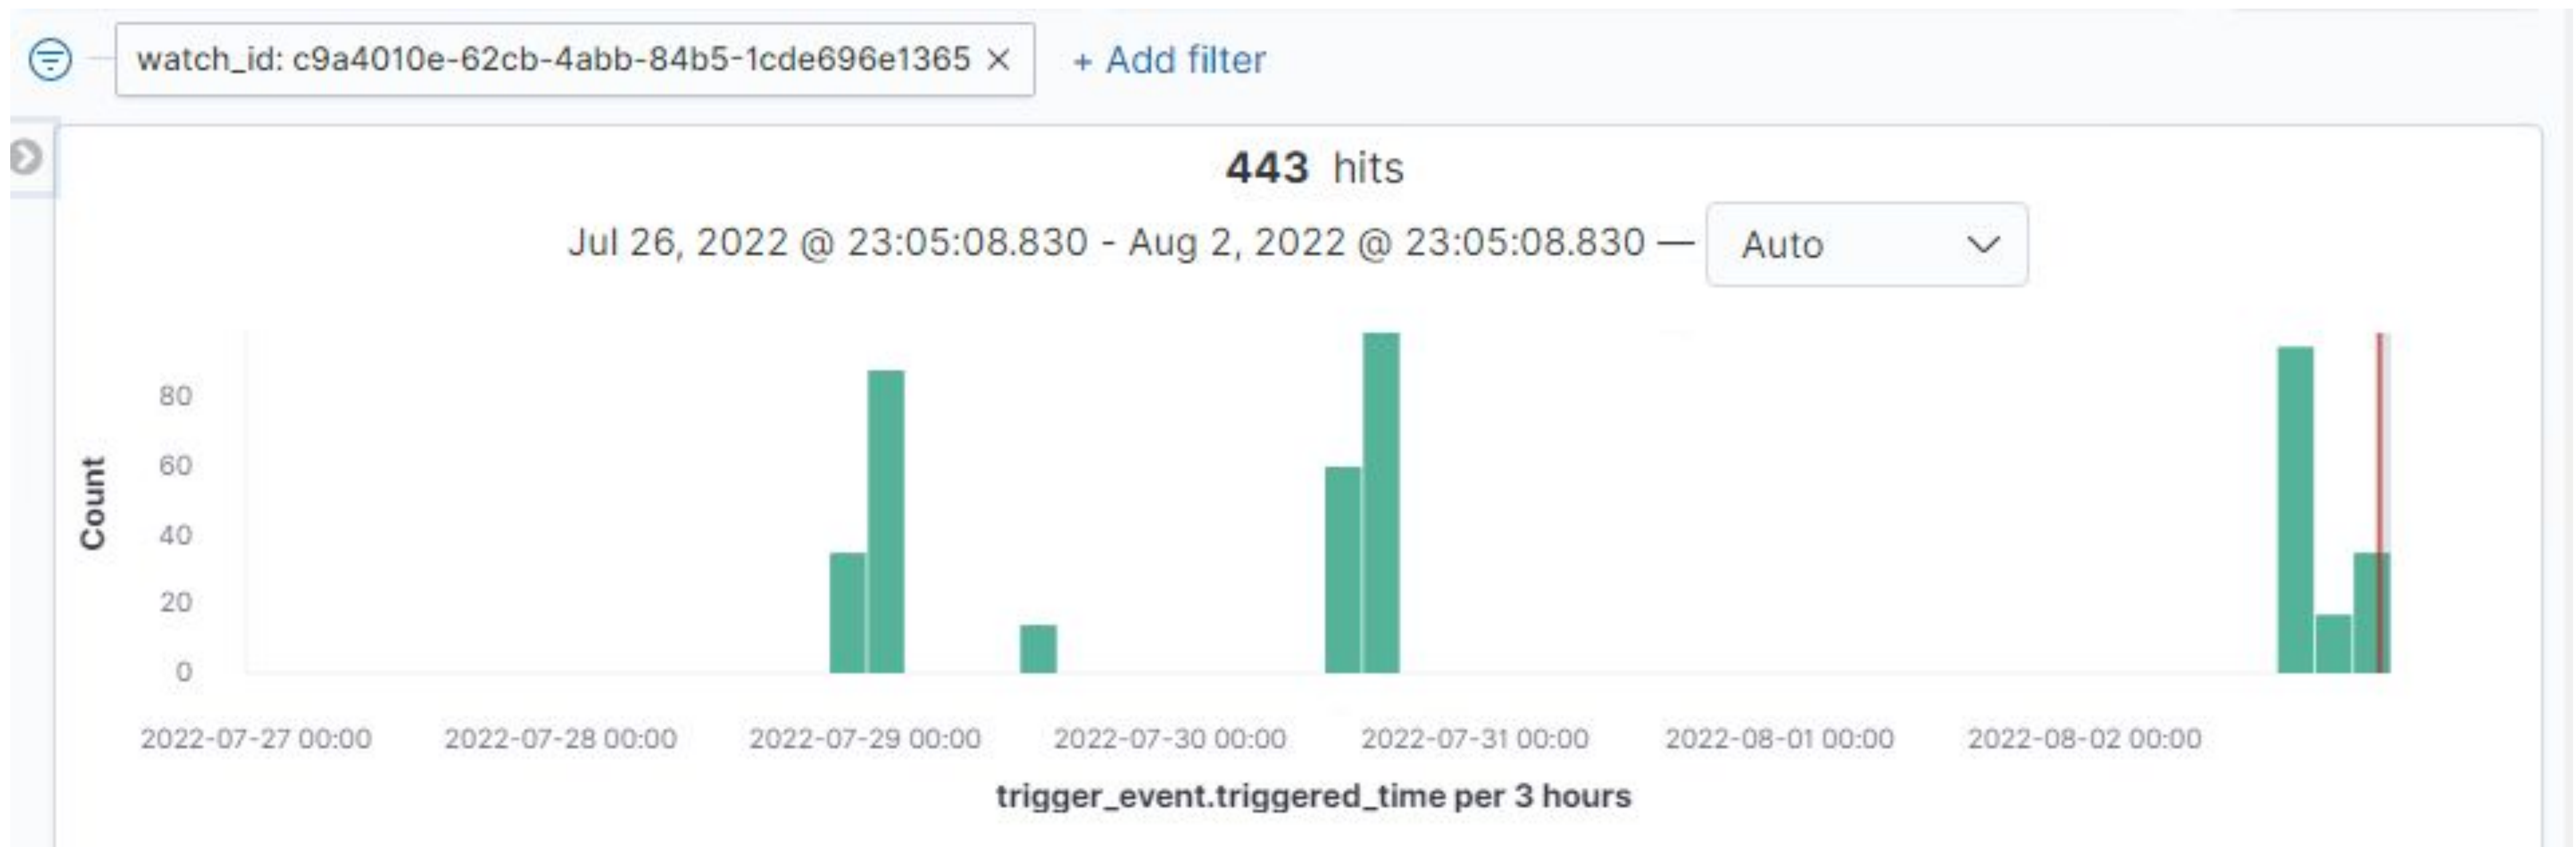 watch_id: c9a4010e-62cb-4abb-84b5-1cde696e1365 × + Add filter
443 hits
Jul 26, 2022 @ 23:05:08.830 - Aug 2, 2022 @ 23:05:08.830 — Auto
80
60
40
20
0
Count
2022-07-27 00:00 2022-07-28 00:00 2022-07-29 00:00 2022-07-30 00:00 2022-07-31 00:00 2022-08-01 00:00 2022-08-02 00:00
trigger_event.triggered_time per 3 hours